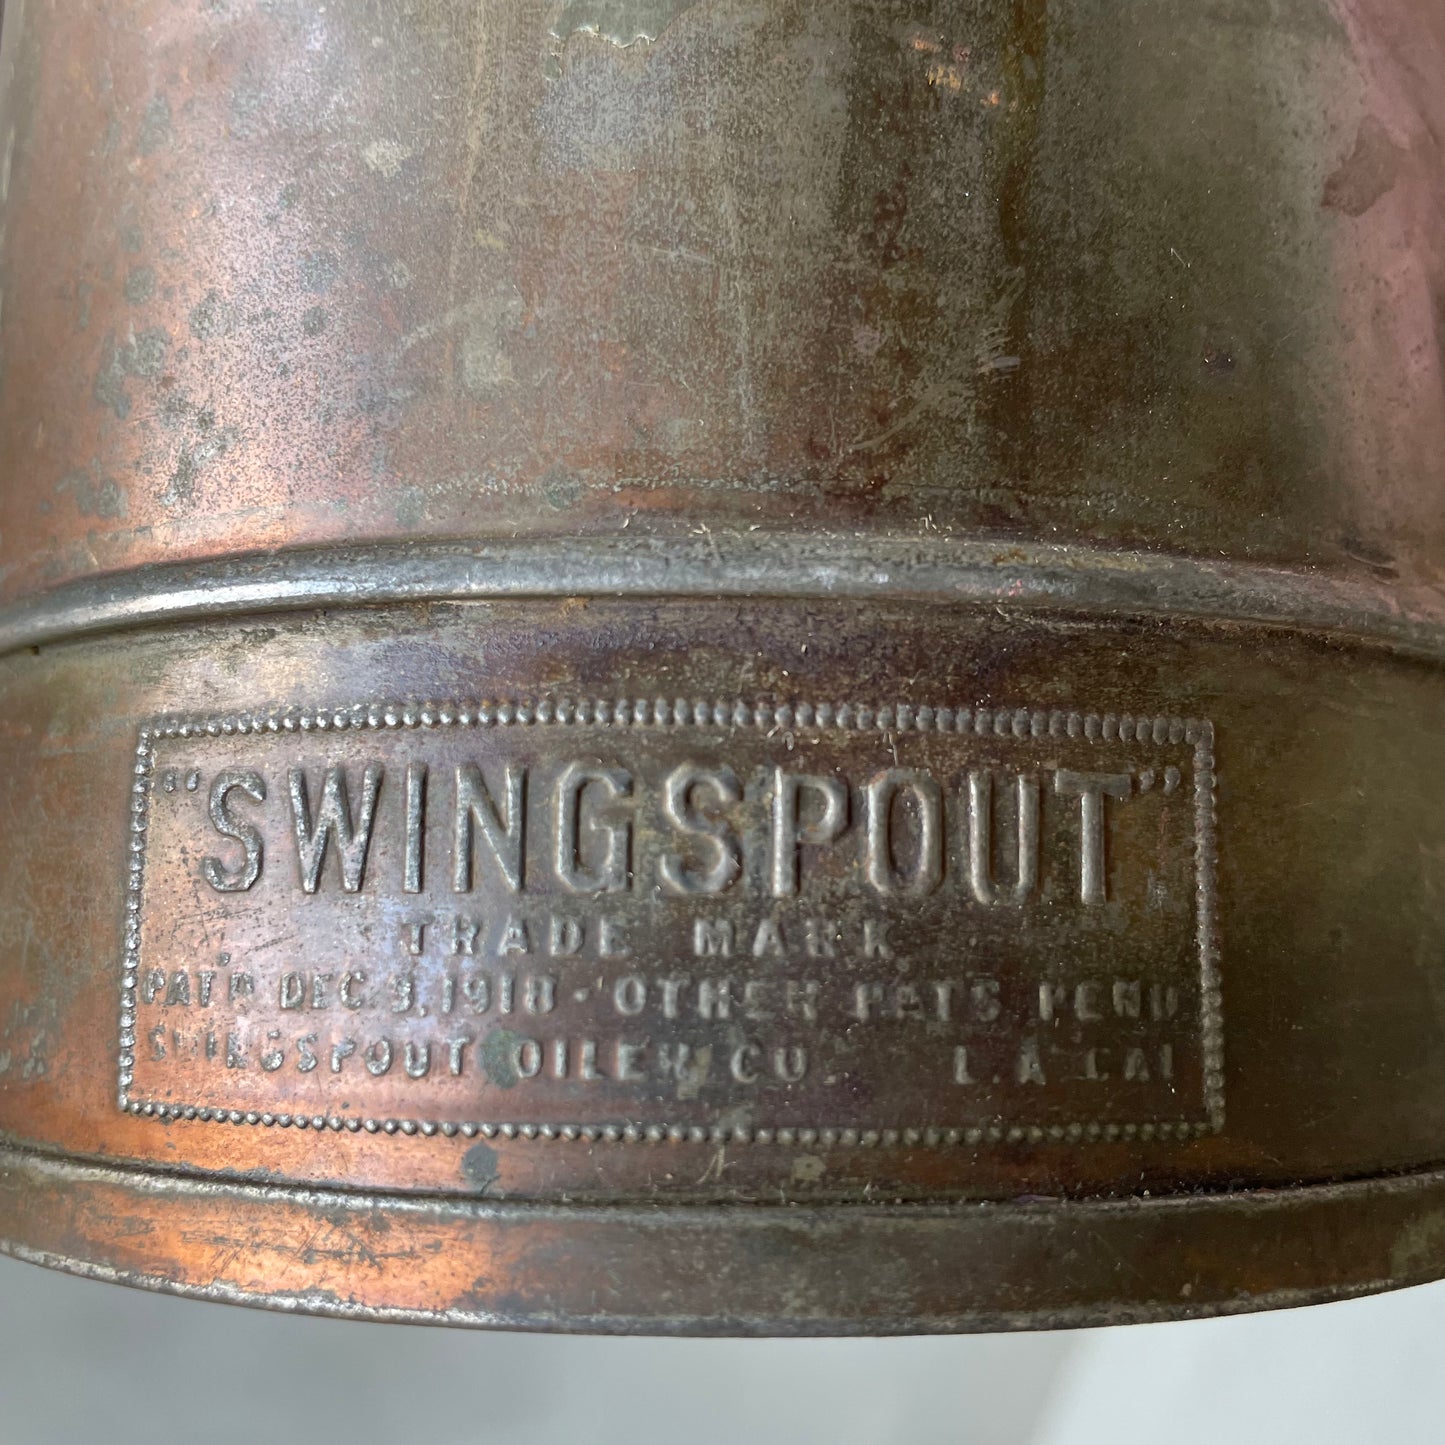 "SWINGSPOUT"
TRADE MARK
PAT'D DEC. 3, 1918 · OTHER PATS PEND
SWINGSPOUT OILER CO. L.A. CAL